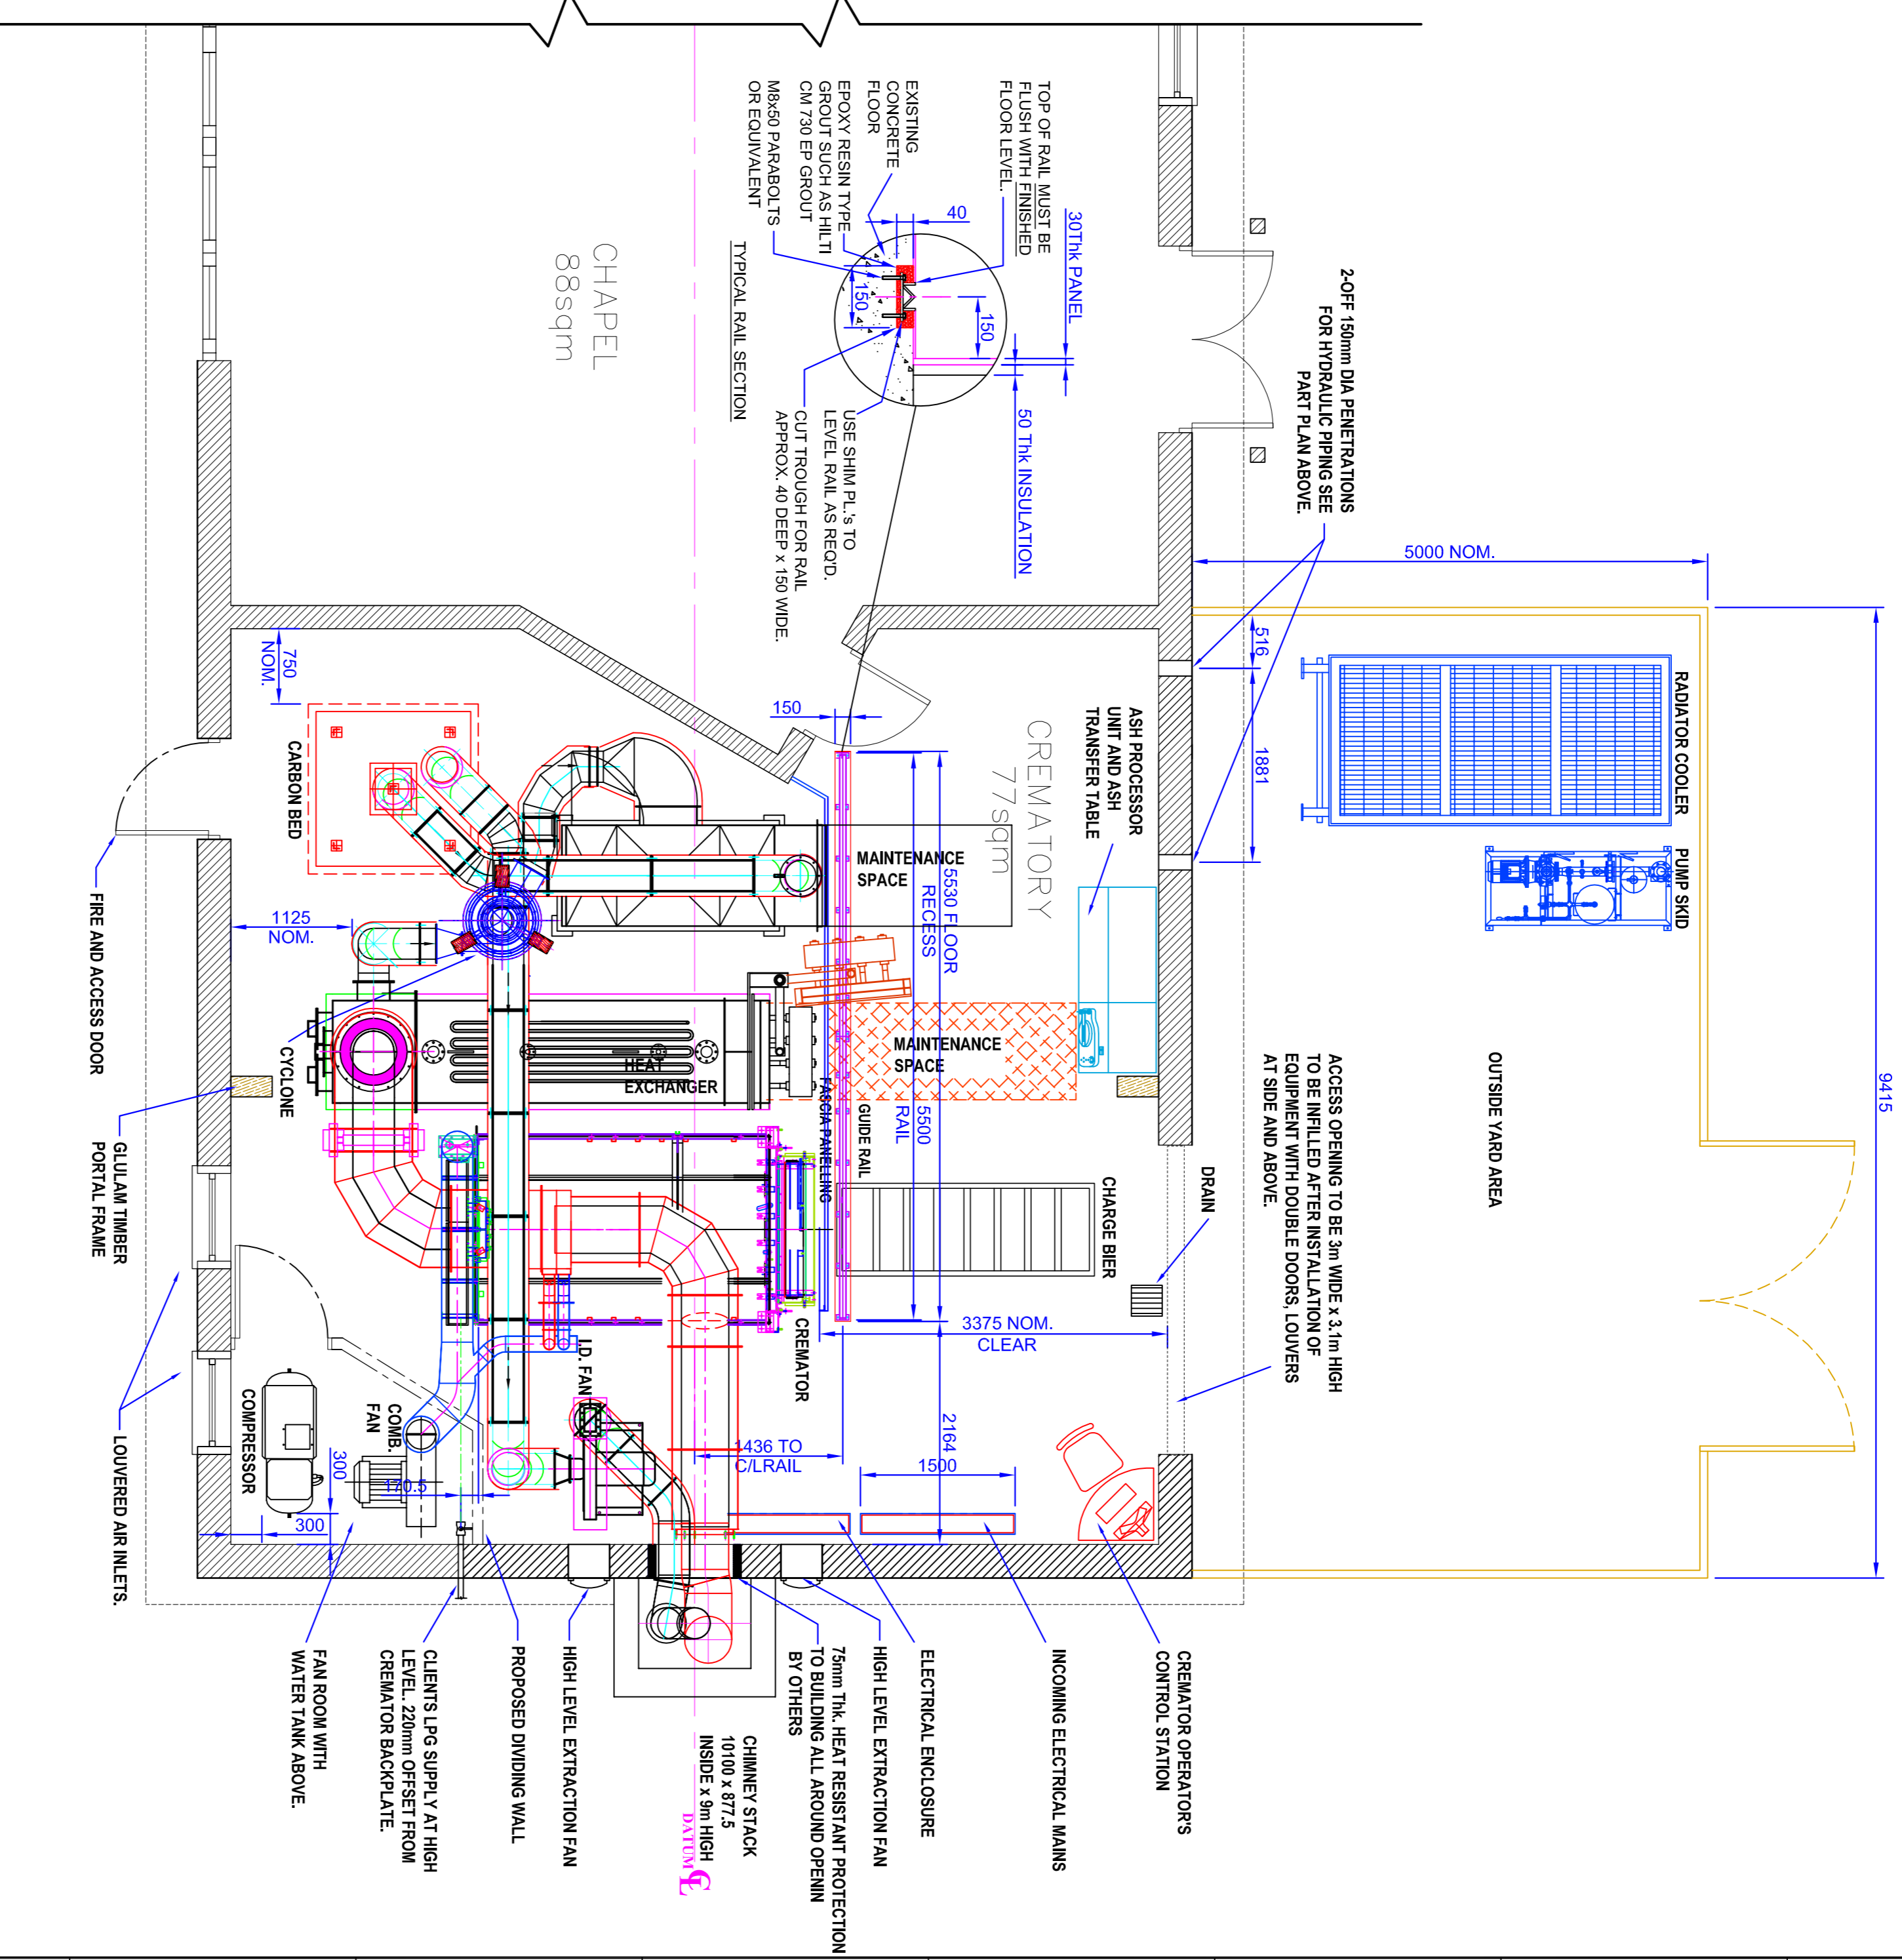 TOP OF RAIL MUST BE
FLUSH WITH FINISHED
FLOOR LEVEL.
EXISTING
CONCRETE
FLOOR
EPOXY RESIN TYPE
GROUT SUCH AS HILTI
CM 730 EP GROUT
M8x50 PARABOLTS
OR EQUIVALENT
40
150
150
30Thk PANEL
50 Thk INSULATION
USE SHIM PL.'s TO
LEVEL RAIL AS REQ'D.
CUT TROUGH FOR RAIL
APPROX. 40 DEEP x 150 WIDE.
TYPICAL RAIL SECTION
CHAPEL
88sqm
2-OFF 150mm DIA PENETRATIONS
FOR HYDRAULIC PIPING SEE
PART PLAN ABOVE.
5000 NOM.
9415
516
1881
RADIATOR COOLER
PUMP SKID
OUTSIDE YARD AREA
ACCESS OPENING TO BE 3m WIDE x 3.1m HIGH
TO BE INFILLED AFTER INSTALLATION OF
EQUIPMENT WITH DOUBLE DOORS, LOUVERS
AT SIDE AND ABOVE.
DRAIN
ASH PROCESSOR
UNIT AND ASH
TRANSFER TABLE
CREMATORY
77sqm
150
750
NOM.
CARBON BED
MAINTENANCE
SPACE
5530 FLOOR
RECESS
MAINTENANCE
SPACE
5500
RAIL
GUIDE RAIL
FASCIA PANELLING
CHARGE BIER
HEAT
EXCHANGER
1125
NOM.
CYCLONE
FIRE AND ACCESS DOOR
GLULAM TIMBER
PORTAL FRAME
LOUVERED AIR INLETS.
3375 NOM.
CLEAR
CREMATOR
I.D. FAN
2164
1436 TO
C/LRAIL
1500
COMB.
FAN
COMPRESSOR
300
300
170.5
CREMATOR OPERATOR'S
CONTROL STATION
INCOMING ELECTRICAL MAINS
ELECTRICAL ENCLOSURE
HIGH LEVEL EXTRACTION FAN
75mm Thk. HEAT RESISTANT PROTECTION
TO BUILDING ALL AROUND OPENIN
BY OTHERS
CHIMNEY STACK
10100 x 877.5
INSIDE x 9m HIGH
DATUM CL
HIGH LEVEL EXTRACTION FAN
PROPOSED DIVIDING WALL
CLIENTS LPG SUPPLY AT HIGH
LEVEL. 220mm OFFSET FROM
CREMATOR BACKPLATE.
FAN ROOM WITH
WATER TANK ABOVE.